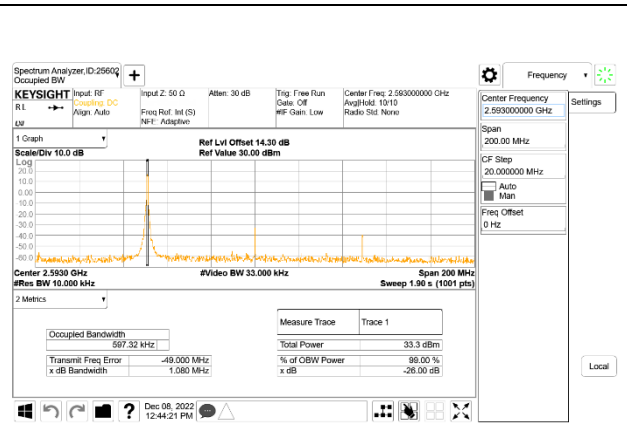 Spectrum Analyzer, ID:25602
Occupied BW
Frequency
KEYSIGHT
Input: RF
Coupling: DC
Align: Auto
Input Z: 50 Ω
Freq Ref: Int (S)
NFE: Adaptive
Atten: 30 dB
Trig: Free Run
Gate: Off
#IF Gain: Low
Center Freq: 2.593000000 GHz
Avg|Hold: 10/10
Radio Std: None
RL
Center Frequency
2.593000000 GHz
Settings
Span
200.00 MHz
CF Step
20.000000 MHz
Auto
Man
Freq Offset
0 Hz
Local
1 Graph
Scale/Div 10.0 dB
Ref Lvl Offset 14.30 dB
Ref Value 30.00 dBm
Log
20.0
10.0
0.00
-10.0
-20.0
-30.0
-40.0
-50.0
-60.0
Center 2.5930 GHz
#Video BW 33.000 kHz
Span 200 MHz
#Res BW 10.000 kHz
Sweep 1.90 s (1001 pts)
2 Metrics
Measure Trace
Trace 1
Occupied Bandwidth
597.32 kHz
Total Power
33.3 dBm
Transmit Freq Error
-49.000 MHz
% of OBW Power
99.00 %
x dB Bandwidth
1.080 MHz
x dB
-26.00 dB
Dec 08, 2022
12:44:21 PM